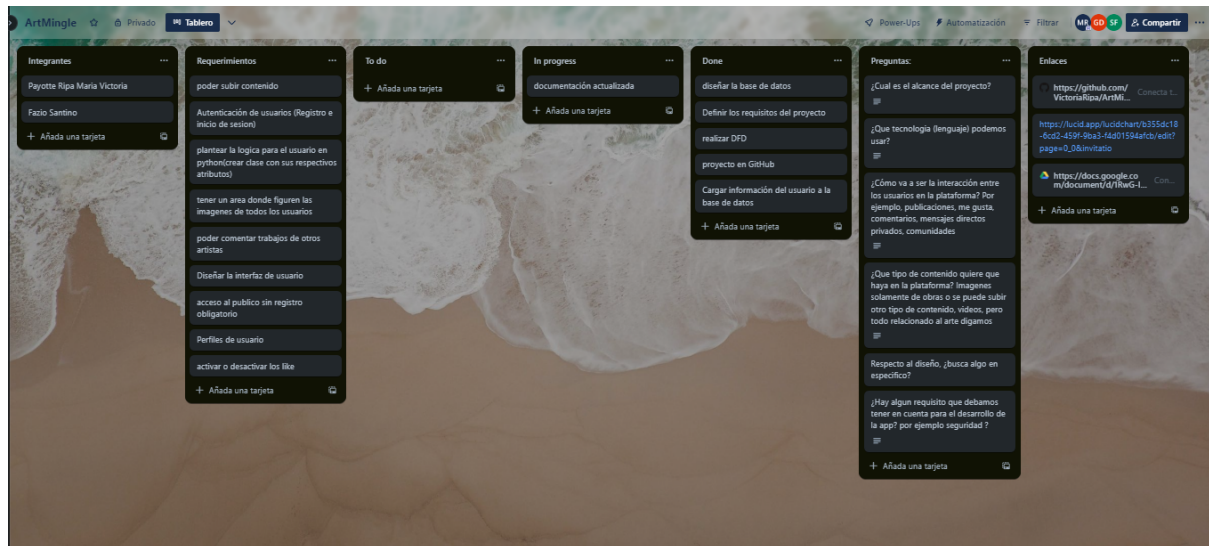 ArtMingle
Privado
Tablero
Power-Ups
Automatización
Filtrar
MR
GD
SF
Compartir
Integrantes
Payotte Ripa Maria Victoria
Fazio Santino
+ Añada una tarjeta
Requerimientos
poder subir contenido
Autenticación de usuarios (Registro e
inicio de sesion)
plantear la logica para el usuario en
python(crear clase con sus respectivos
atributos)
tener un area donde figuren las
imagenes de todos los usuarios
poder comentar trabajos de otros
artistas
Diseñar la interfaz de usuario
acceso al publico sin registro
obligatorio
Perfiles de usuario
activar o desactivar los like
+ Añada una tarjeta
To do
+ Añada una tarjeta
In progress
documentación actualizada
+ Añada una tarjeta
Done
diseñar la base de datos
Definir los requisitos del proyecto
realizar DFD
proyecto en GitHub
Cargar información del usuario a la
base de datos
+ Añada una tarjeta
Preguntas:
¿Cual es el alcance del proyecto?
¿Que tecnologia (lenguaje) podemos
usar?
¿Cómo va a ser la interacción entre
los usuarios en la plataforma? Por
ejemplo, publicaciones, me gusta,
comentarios, mensajes directos
privados, comunidades
¿Que tipo de contenido quiere que
haya en la plataforma? Imagenes
solamente de obras o se puede subir
otro tipo de contenido, videos, pero
todo relacionado al arte digamos
Respecto al diseño, ¿busca algo en
especifico?
¿Hay algun requisito que debamos
tener en cuenta para el desarrollo de
la app? por ejemplo seguridad ?
+ Añada una tarjeta
Enlaces
https://github.com/
VictoriaRipa/ArtMi...
Conecta t...
https://lucid.app/lucidchart/b355dc18
-6cd2-459f-9ba3-f4d01594afcb/edit?
page=0_0&invitatio
https://docs.google.co
m/document/d/1RwG-I...
Con...
+ Añada una tarjeta